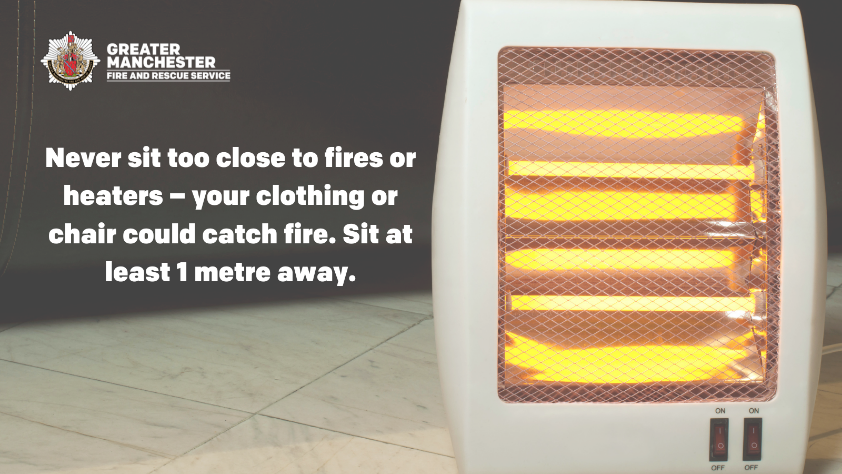 GREATER
MANCHESTER
FIRE AND RESCUE SERVICE
Never sit too close to fires or
heaters – your clothing or
chair could catch fire. Sit at
least 1 metre away.
ON ON
OFF OFF